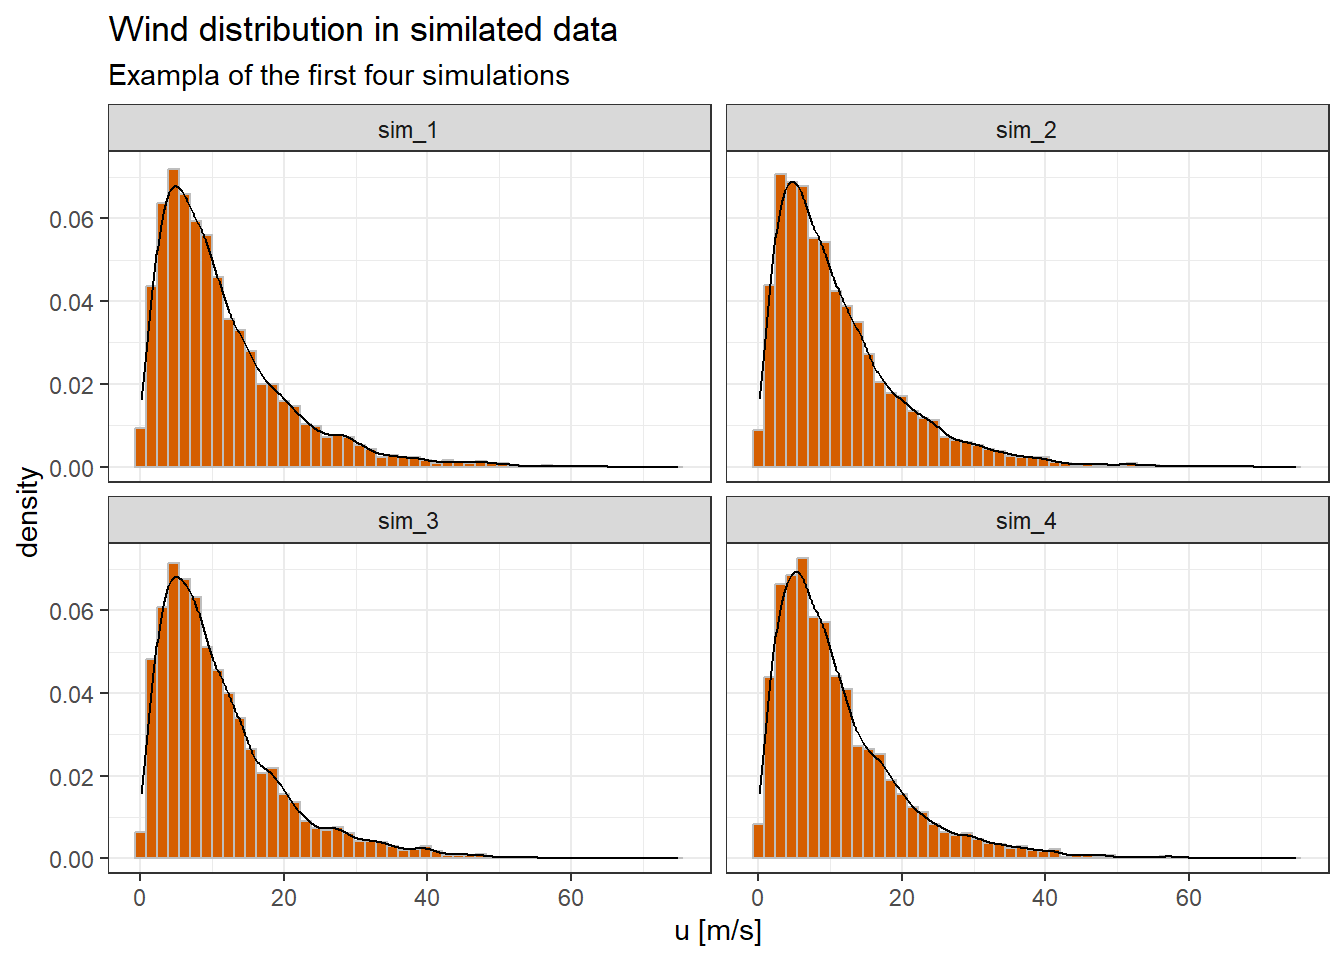 Wind distribution in similated data
Exampla of the first four simulations
sim_1
sim_2
0.06
0.04
0.02
0.00
density
sim_3
sim_4
0.06
0.04
0.02
0.00
0 20 40 60 0 20 40 60
u [m/s]